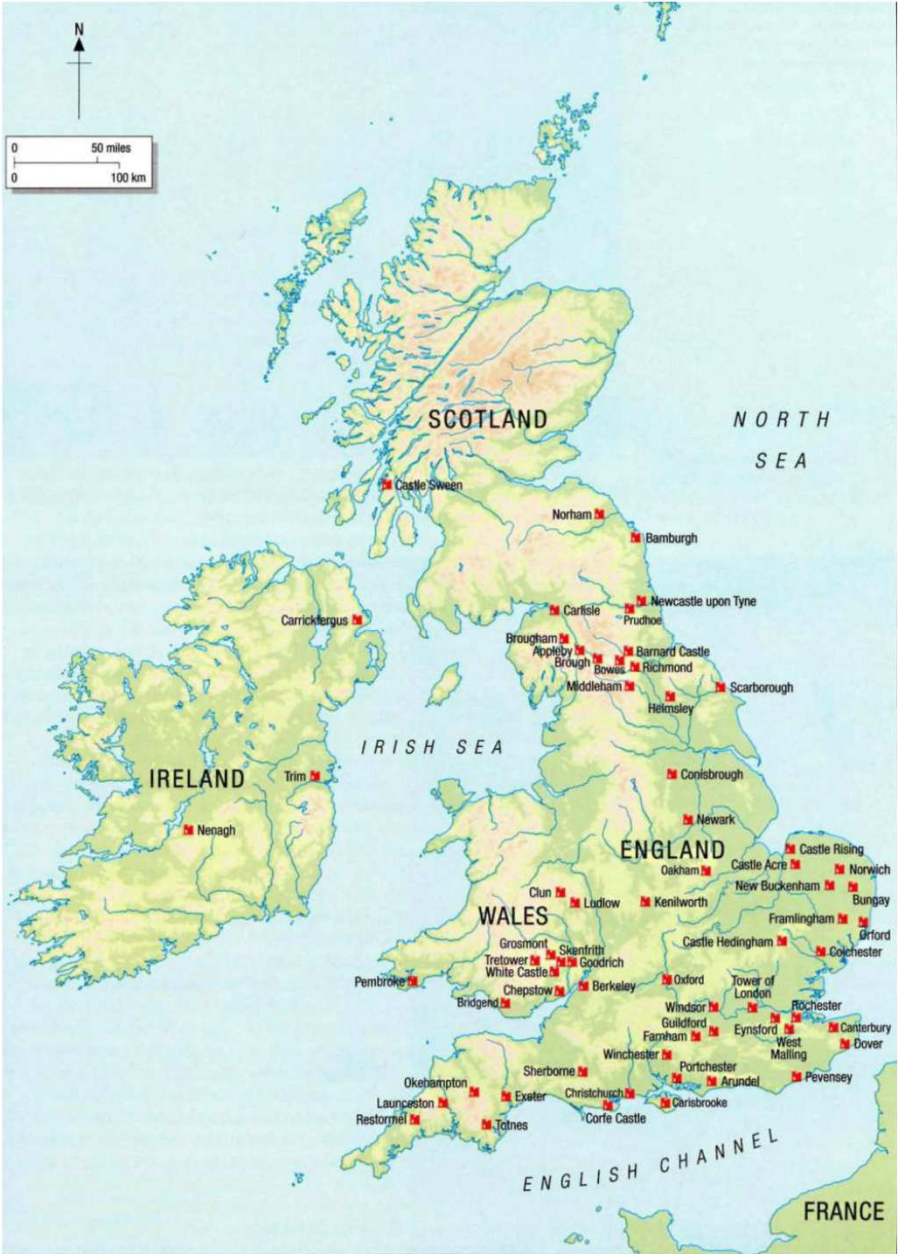 N
0 50 miles
0 100 km
SCOTLAND
NORTH
SEA
Castle Sween
Norham
Bamburgh
Newcastle upon Tyne
Carlisle
Prudhoe
Carrickfergus
Brougham
Appleby
Barnard Castle
Brough
Bowes
Richmond
Middleham
Scarborough
Helmsley
IRISH SEA
IRELAND
Trim
Conisbrough
Nenagh
Newark
ENGLAND
Castle Rising
Castle Acre
Norwich
Oakham
New Buckenham
Bungay
Clun
Ludlow
Kenilworth
WALES
Framlingham
Orford
Grosmont
Skenfrith
Castle Hedingham
Colchester
Tretower
Goodrich
White Castle
Pembroke
Chepstow
Berkeley
Oxford
Tower of
London
Bridgend
Windsor
Rochester
Guildford
Eynsford
Canterbury
Farnham
West
Malling
Dover
Winchester
Sherborne
Portchester
Pevensey
Okehampton
Christchurch
Arundel
Exeter
Launceston
Carisbrooke
Restormel
Totnes
Corfe Castle
ENGLISH CHANNEL
FRANCE